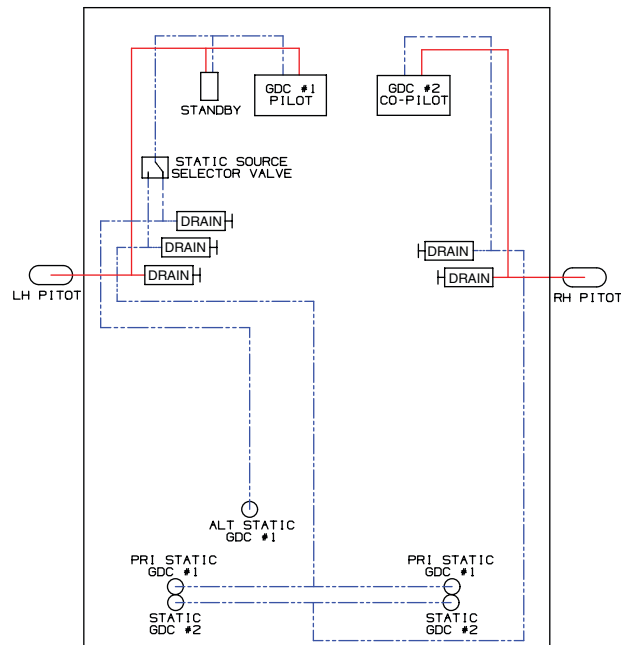 GDC #1
PILOT
GDC #2
CO-PILOT
STANDBY
STATIC SOURCE
SELECTOR VALVE
DRAIN
DRAIN
DRAIN
DRAIN
DRAIN
LH PITOT
RH PITOT
ALT STATIC
GDC #1
PRI STATIC
GDC #1
PRI STATIC
GDC #1
STATIC
GDC #2
STATIC
GDC #2